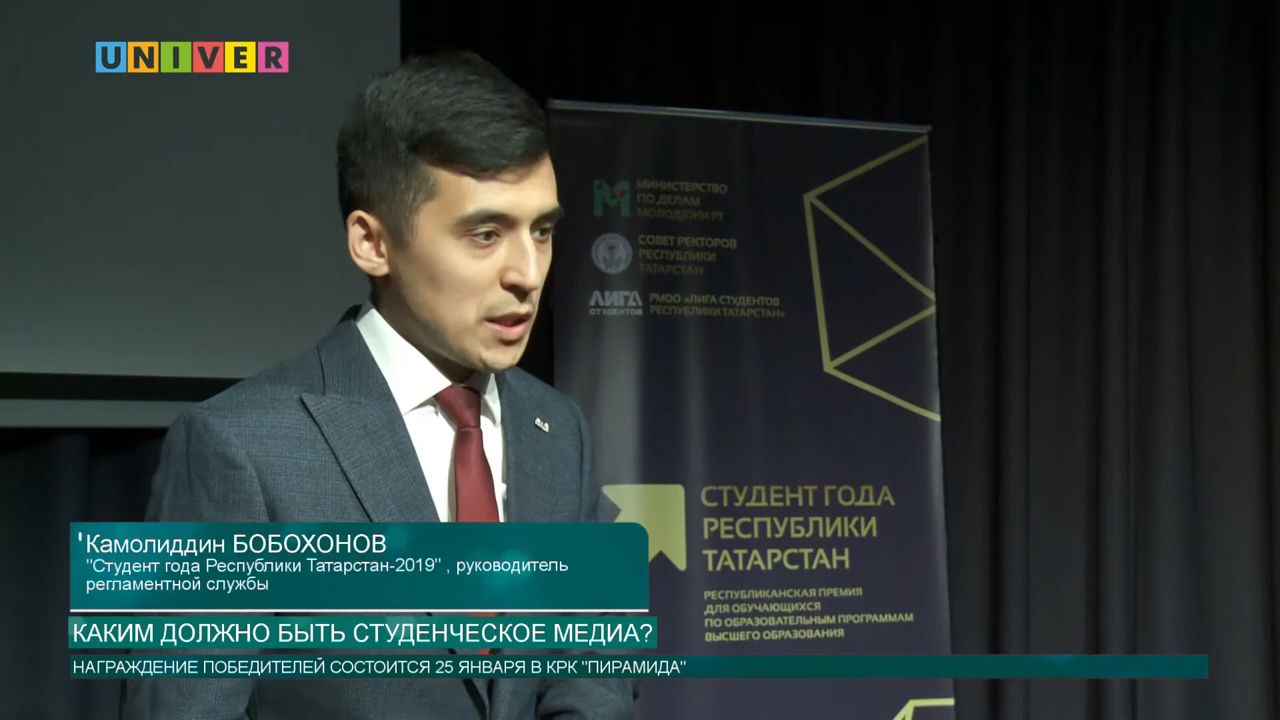 UNIVER
МИНИСТЕРСТВО
ПО ДЕЛАМ
МОЛОДЕЖИ РТ
СОВЕТ РЕКТОРОВ
РЕСПУБЛИКИ
ТАТАРСТАН
ЛИГА
СТУДЕНТОВ
РМОО «ЛИГА СТУДЕНТОВ
РЕСПУБЛИКИ ТАТАРСТАН»
СТУДЕНТ ГОДА
РЕСПУБЛИКИ
ТАТАРСТАН
РЕСПУБЛИКАНСКАЯ ПРЕМИЯ
ДЛЯ ОБУЧАЮЩИХСЯ
ПО ОБРАЗОВАТЕЛЬНЫМ ПРОГРАММАМ
ВЫСШЕГО ОБРАЗОВАНИЯ
'Камолиддин БОБОХОНОВ
"Студент года Республики Татарстан-2019" , руководитель
регламентной службы
КАКИМ ДОЛЖНО БЫТЬ СТУДЕНЧЕСКОЕ МЕДИА?
НАГРАЖДЕНИЕ ПОБЕДИТЕЛЕЙ СОСТОИТСЯ 25 ЯНВАРЯ В КРК "ПИРАМИДА"